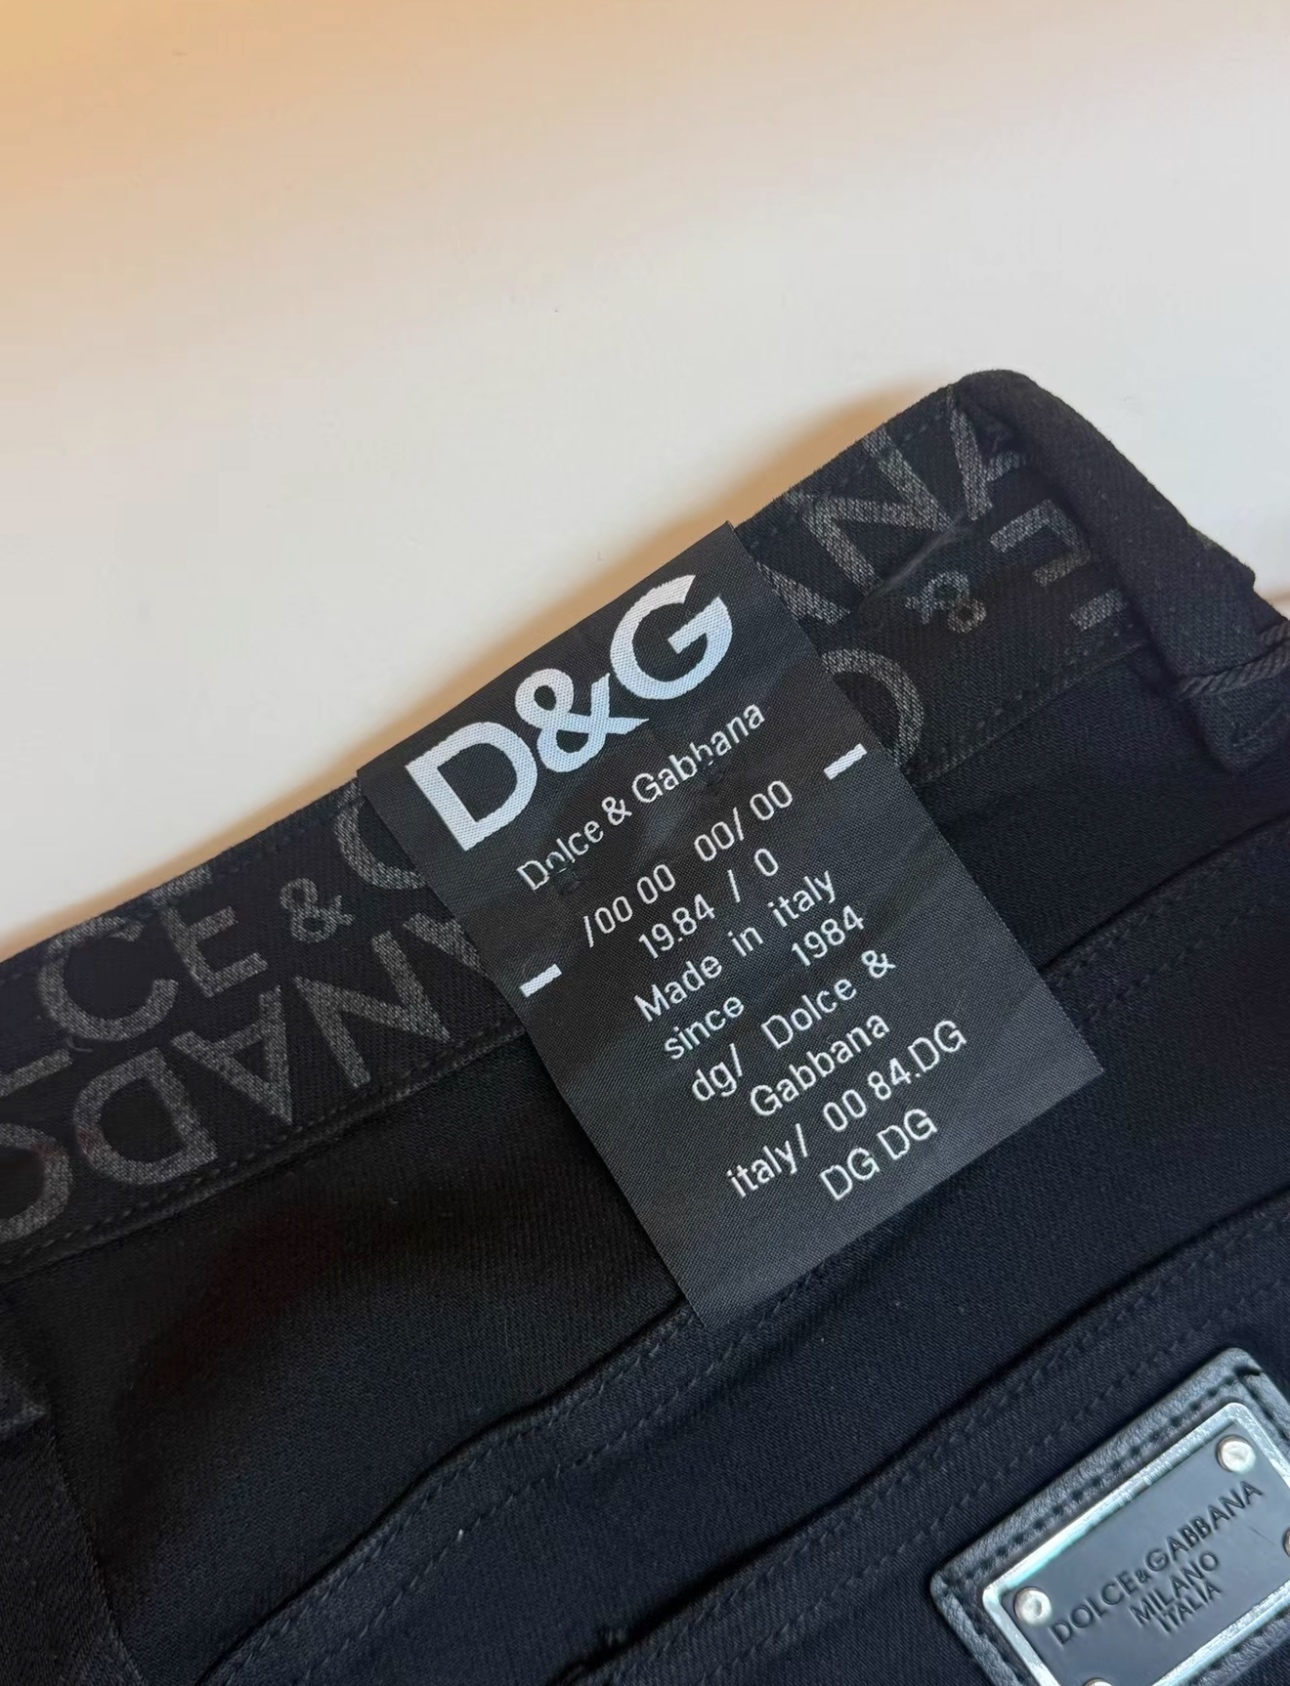 D&G
Dolce & Gabbana
/00 00 00/ 00
19.84 / 0
Made in italy
since 1984
dg/ Dolce &
Gabbana
italy/ 00 84.DG
DG DG
CE & G
DOLCE&GABBANA
MILANO
ITALIA